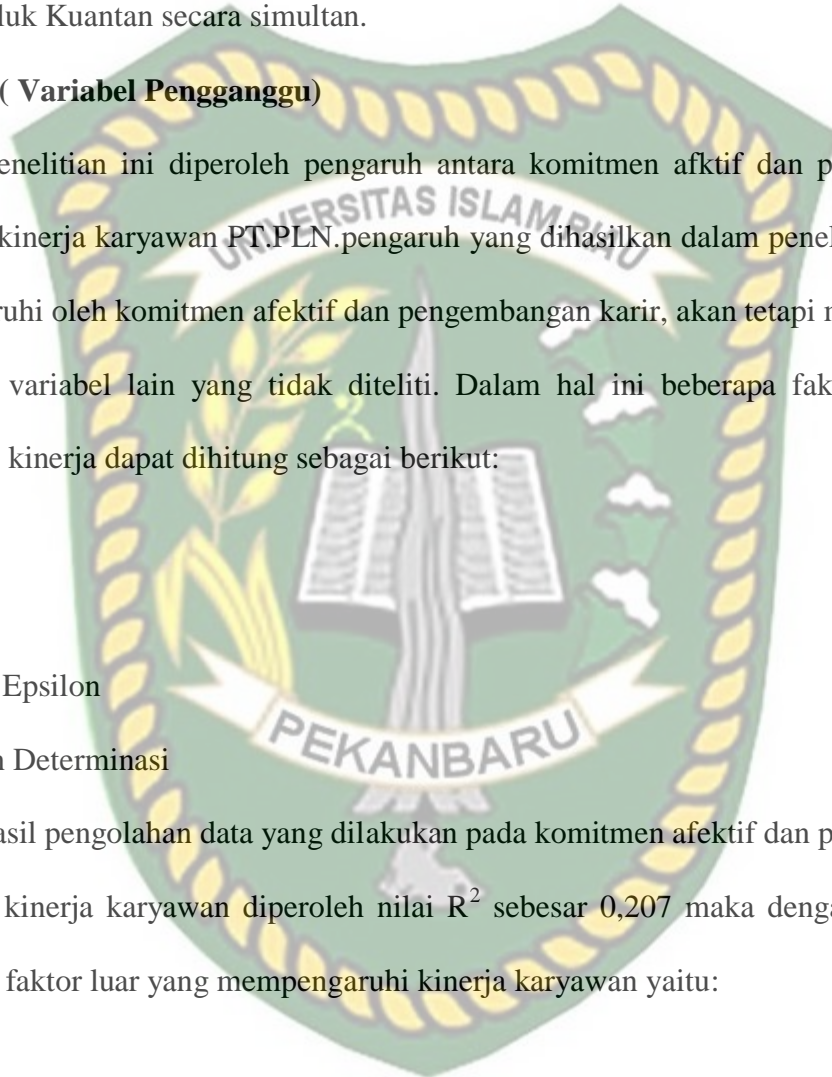 luk Kuantan secara simultan.
( Variabel Pengganggu)
enelitian ini diperoleh pengaruh antara komitmen afktif dan p
UNIVERSITAS ISLAM RIAU
kinerja karyawan PT.PLN.pengaruh yang dihasilkan dalam penel
ruhi oleh komitmen afektif dan pengembangan karir, akan tetapi
variabel lain yang tidak diteliti. Dalam hal ini beberapa fak
kinerja dapat dihitung sebagai berikut:
Epsilon
PEKANBARU
n Determinasi
asil pengolahan data yang dilakukan pada komitmen afektif dan p
kinerja karyawan diperoleh nilai R² sebesar 0,207 maka denga
faktor luar yang mempengaruhi kinerja karyawan yaitu: